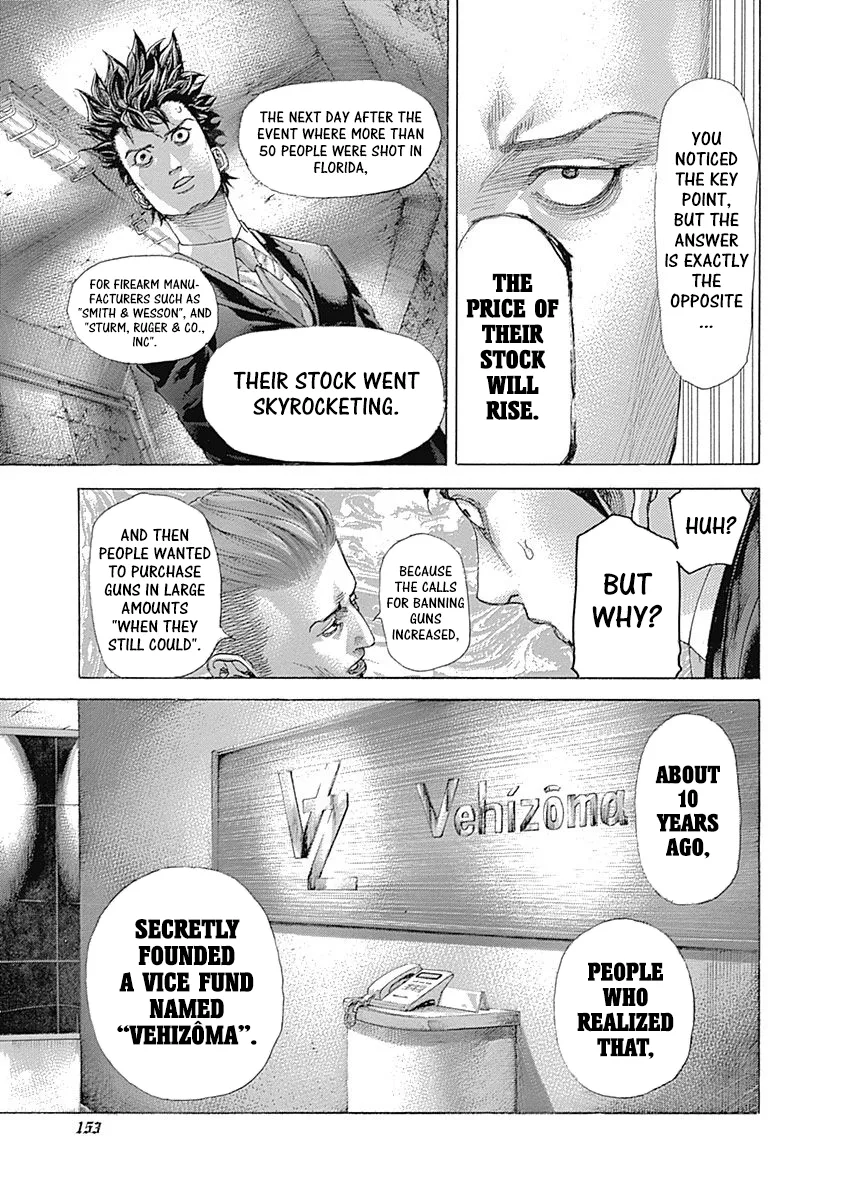 YOU
NOTICED
THE KEY
POINT,
BUT THE
ANSWER
IS EXACTLY
THE
OPPOSITE
...
THE
PRICE OF
THEIR
STOCK
WILL
RISE.
THE NEXT DAY AFTER THE
EVENT WHERE MORE THAN
50 PEOPLE WERE SHOT IN
FLORIDA,
FOR FIREARM MANU-
FACTURERS SUCH AS
"SMITH & WESSON", AND
"STURM, RUGER & CO.,
INC".
THEIR STOCK WENT
SKYROCKETING.
HUH?
BUT
WHY?
BECAUSE
THE CALLS
FOR BANNING
GUNS
INCREASED,
AND THEN
PEOPLE WANTED
TO PURCHASE
GUNS IN LARGE
AMOUNTS
"WHEN THEY
STILL COULD".
VZ
Vehízôma
ABOUT
10
YEARS
AGO,
PEOPLE
WHO
REALIZED
THAT,
SECRETLY
FOUNDED
A VICE FUND
NAMED
“VEHIZÔMA”.
153